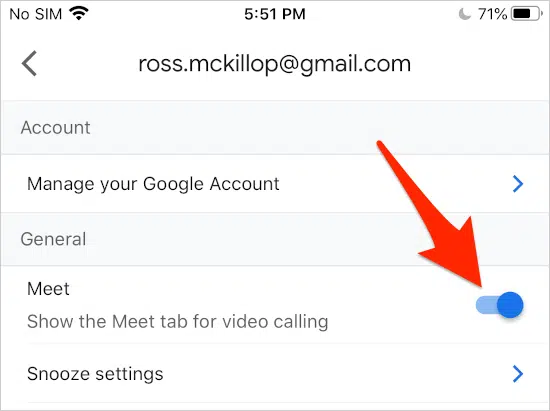 No SIM 5:51 PM 71%
ross.mckillop@gmail.com
Account
Manage your Google Account
General
Meet
Show the Meet tab for video calling
Snooze settings